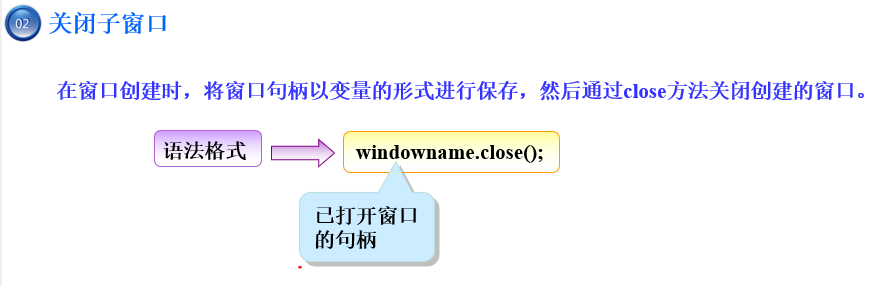 02 关闭子窗口
在窗口创建时，将窗口句柄以变量的形式进行保存，然后通过close方法关闭创建的窗口。
语法格式 windowname.close();
已打开窗口
的句柄